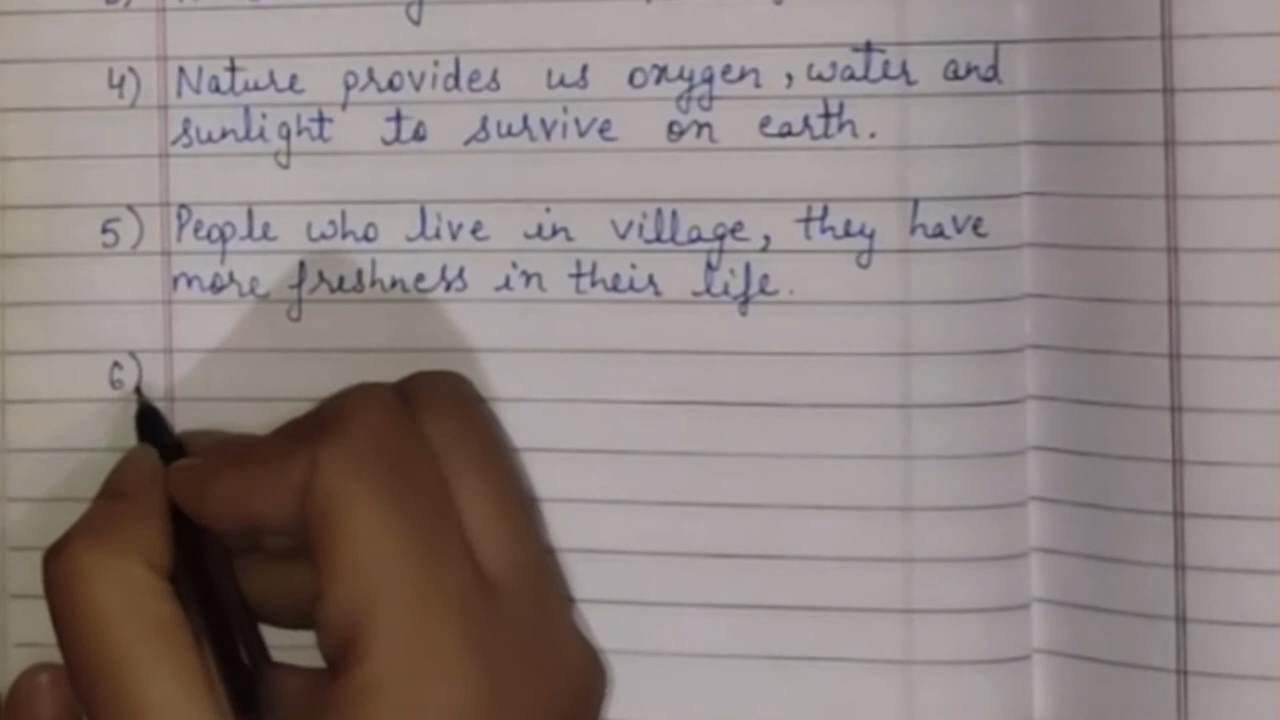 4) Nature provides us oxygen, water and
sunlight to survive on earth.
5) People who live in village, they have
more freshness in their life.
6)